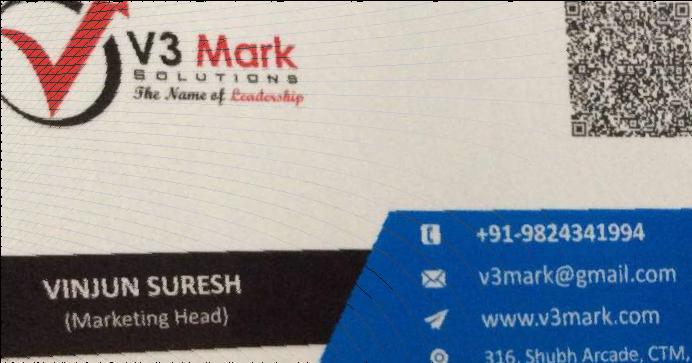 V3 Mark
SOLUTIONS
The Name of Leadership
VINJUN SURESH
(Marketing Head)
+91-9824341994
v3mark@gmail.com
www.v3mark.com
316, Shubh Arcade, CTM,